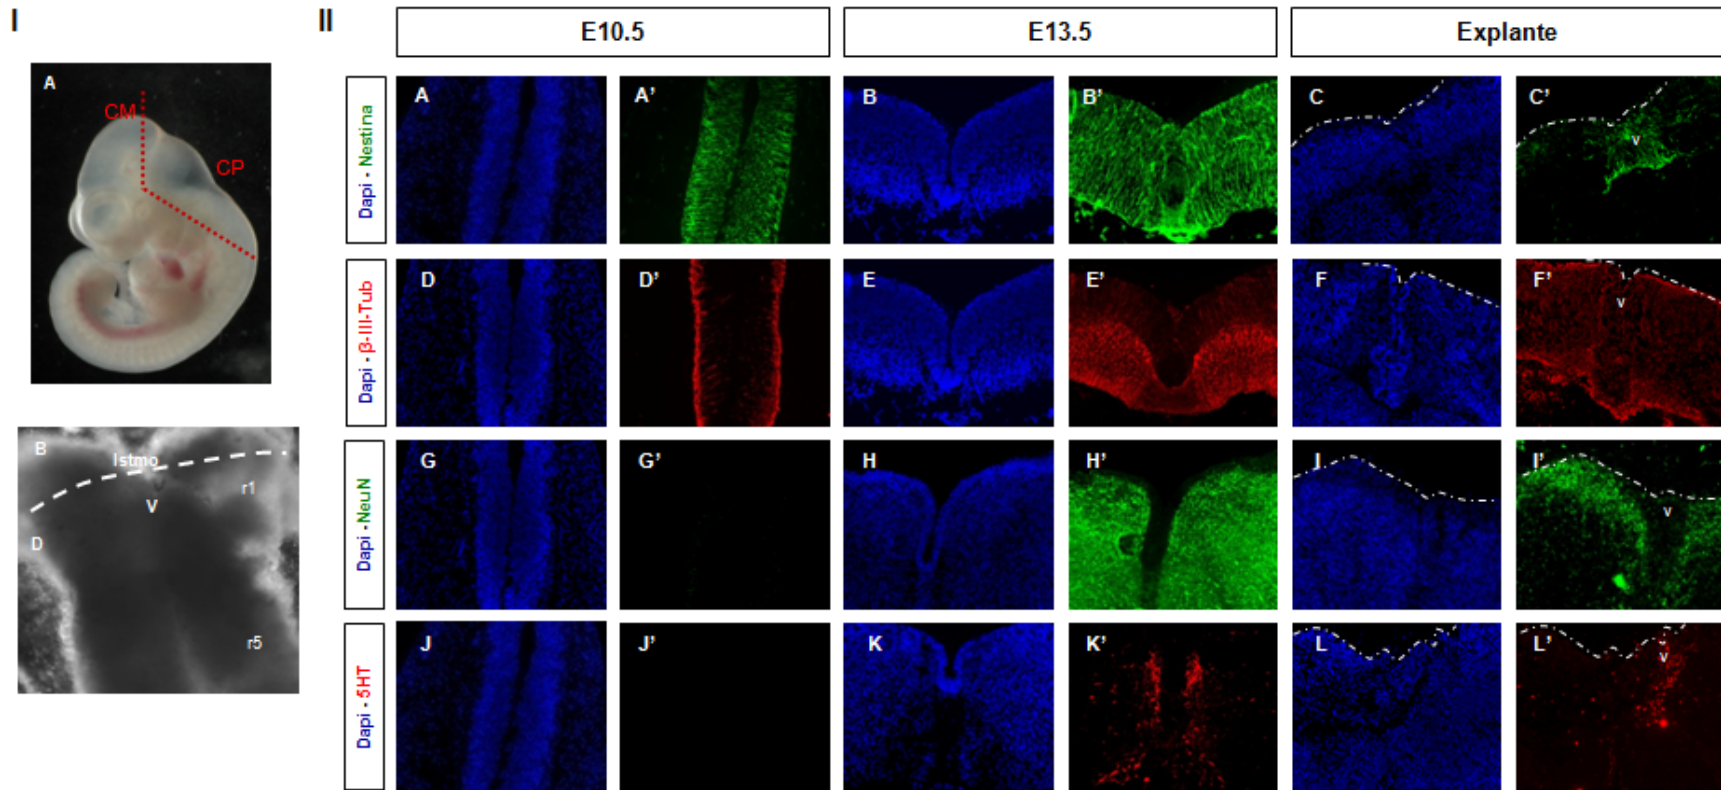 I
II
E10.5
E13.5
Explante
A
CM
CP
B
Istmo
V
r1
D
r5
Dapi - Nestina
A
A'
B
B'
C
C'
v
Dapi - β-III-Tub
D
D'
E
E'
F
F'
v
Dapi - NeuN
G
G'
H
H'
I
I'
v
Dapi - 5HT
J
J'
K
K'
L
L'
v